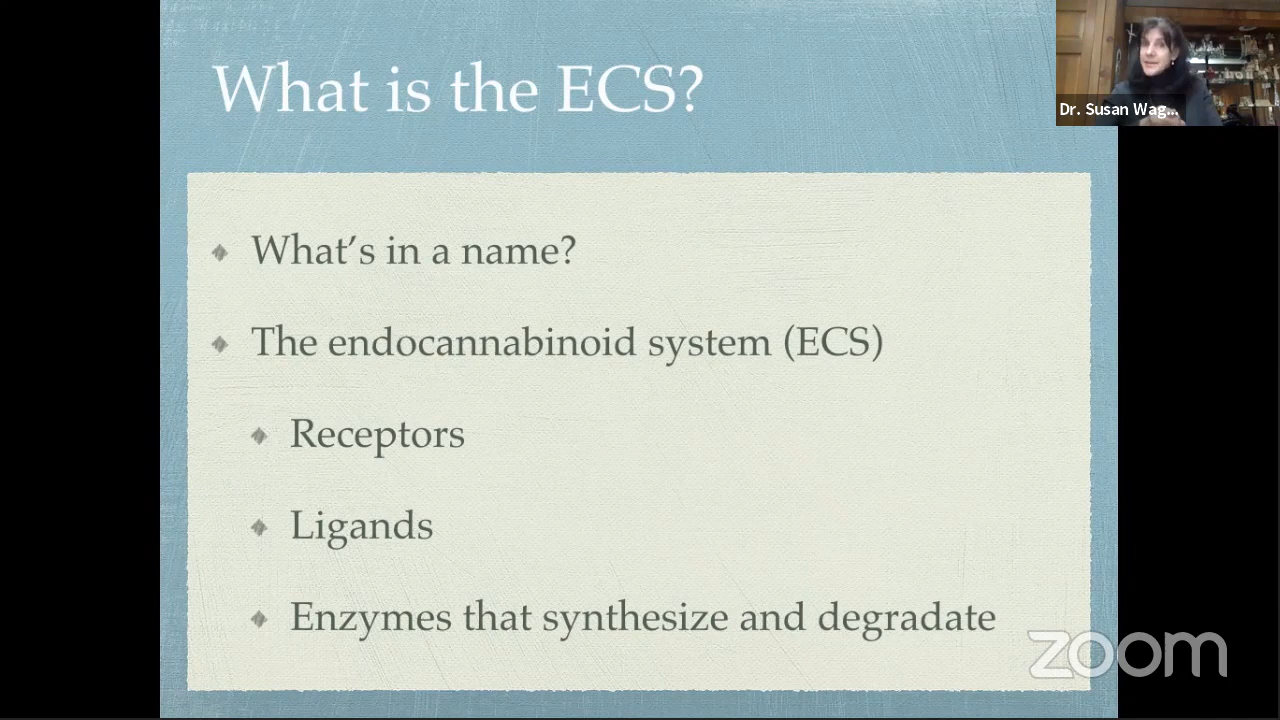 What is the ECS?
Dr. Susan Wag...
What's in a name?
The endocannabinoid system (ECS)
Receptors
Ligands
Enzymes that synthesize and degradate
zoom